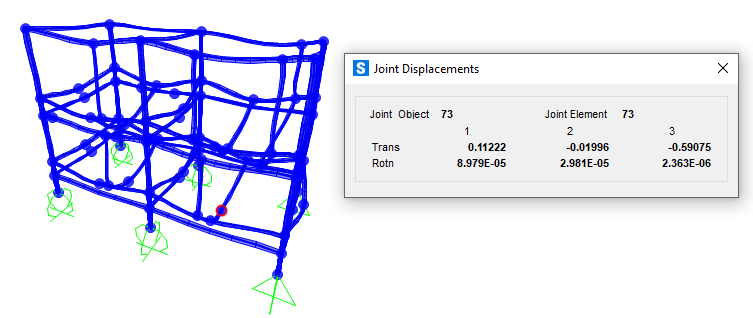 S Joint Displacements
Joint Object 73 Joint Element 73
1 2 3
Trans 0.11222 -0.01996 -0.59075
Rotn 8.979E-05 2.981E-05 2.363E-06